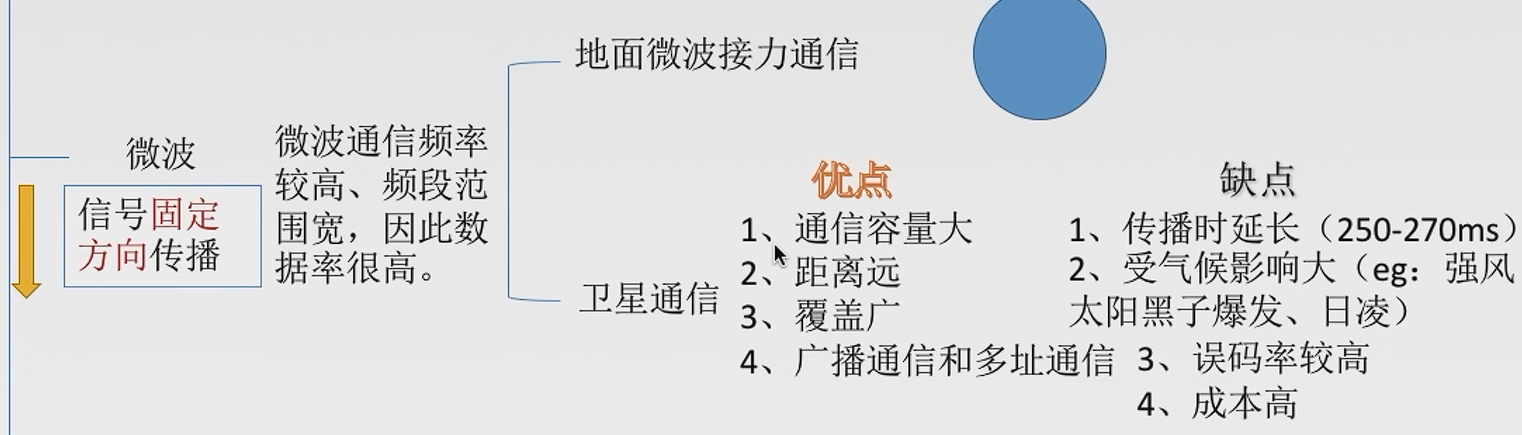 地面微波接力通信
微波
信号固定
方向传播
微波通信频率
较高、频段范
围宽，因此数
据率很高。
卫星通信
优点
1、通信容量大
2、距离远
3、覆盖广
4、广播通信和多址通信
缺点
1、传播时延长（250-270ms）
2、受气候影响大（eg：强风
太阳黑子爆发、日凌）
3、误码率较高
4、成本高